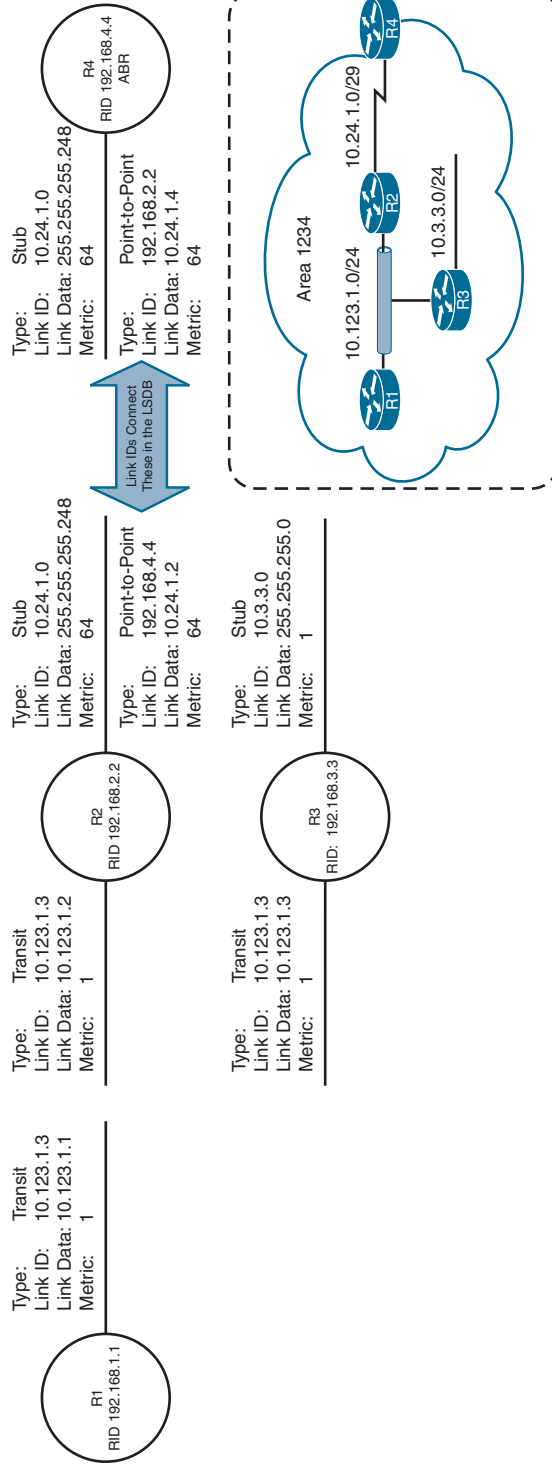 R1
RID 192.168.1.1
Type: Transit
Link ID: 10.123.1.3
Link Data: 10.123.1.1
Metric: 1
Type: Transit
Link ID: 10.123.1.3
Link Data: 10.123.1.2
Metric: 1
R2
RID 192.168.2.2
Type: Stub
Link ID: 10.24.1.0
Link Data: 255.255.255.248
Metric: 64
Type: Point-to-Point
Link ID: 192.168.4.4
Link Data: 10.24.1.2
Metric: 64
Link IDs Connect
These in the LSDB
Type: Stub
Link ID: 10.24.1.0
Link Data: 255.255.255.248
Metric: 64
Type: Point-to-Point
Link ID: 192.168.2.2
Link Data: 10.24.1.4
Metric: 64
R4
RID 192.168.4.4
ABR
Type: Transit
Link ID: 10.123.1.3
Link Data: 10.123.1.3
Metric: 1
R3
RID: 192.168.3.3
Type: Stub
Link ID: 10.3.3.0
Link Data: 255.255.255.0
Metric: 1
Area 1234
10.123.1.0/24
10.24.1.0/29
R1
R2
R4
10.3.3.0/24
R3